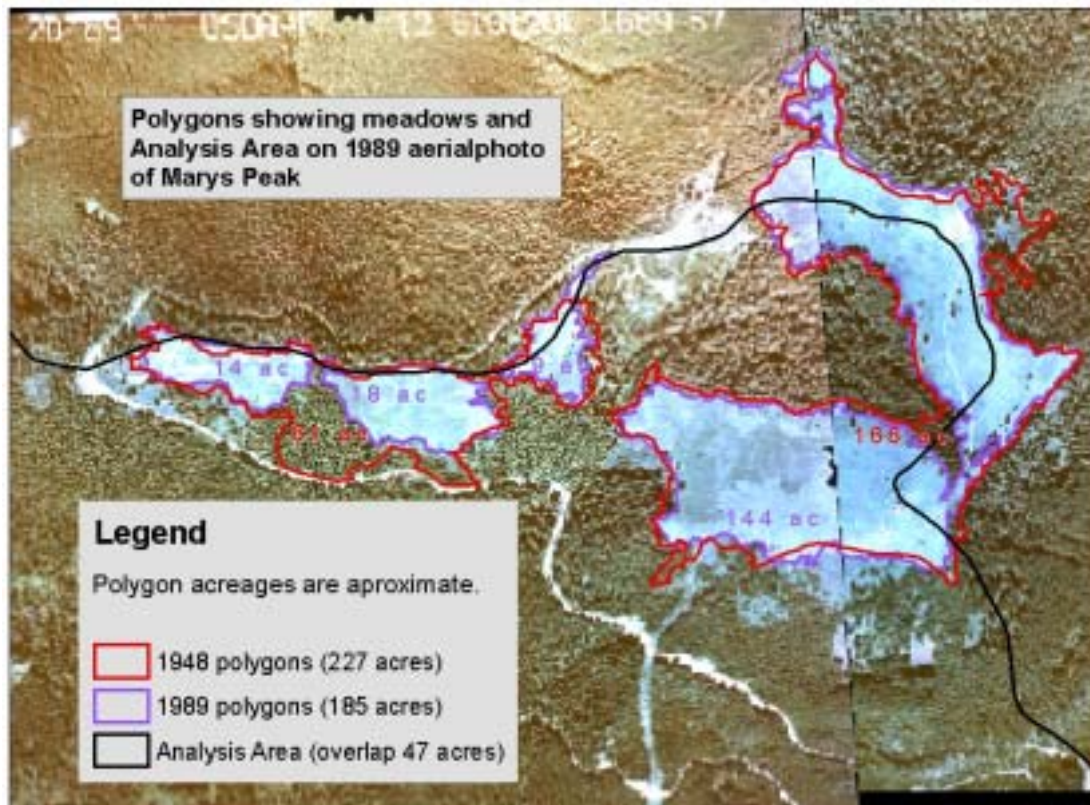 Polygons showing meadows and
Analysis Area on 1989 aerialphoto
of Marys Peak
14 ac
18 ac
144 ac
Legend
Polygon acreages are aproximate.
1948 polygons (227 acres)
1989 polygons (185 acres)
Analysis Area (overlap 47 acres)